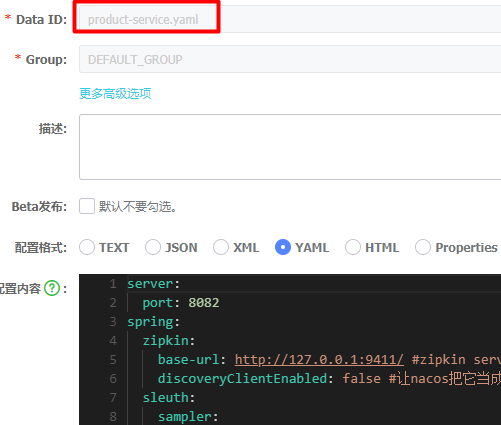 * Data ID: product-service.yaml
* Group: DEFAULT_GROUP
更多高级选项
描述:
Beta发布: 默认不要勾选。
配置格式: TEXT JSON XML YAML HTML Properties
配置内容 ? :
1 server:
2 port: 8082
3 spring:
4 zipkin:
5 base-url: http://127.0.0.1:9411/ #zipkin serv
6 discoveryClientEnabled: false #让nacos把它当成
7 sleuth:
8 sampler: